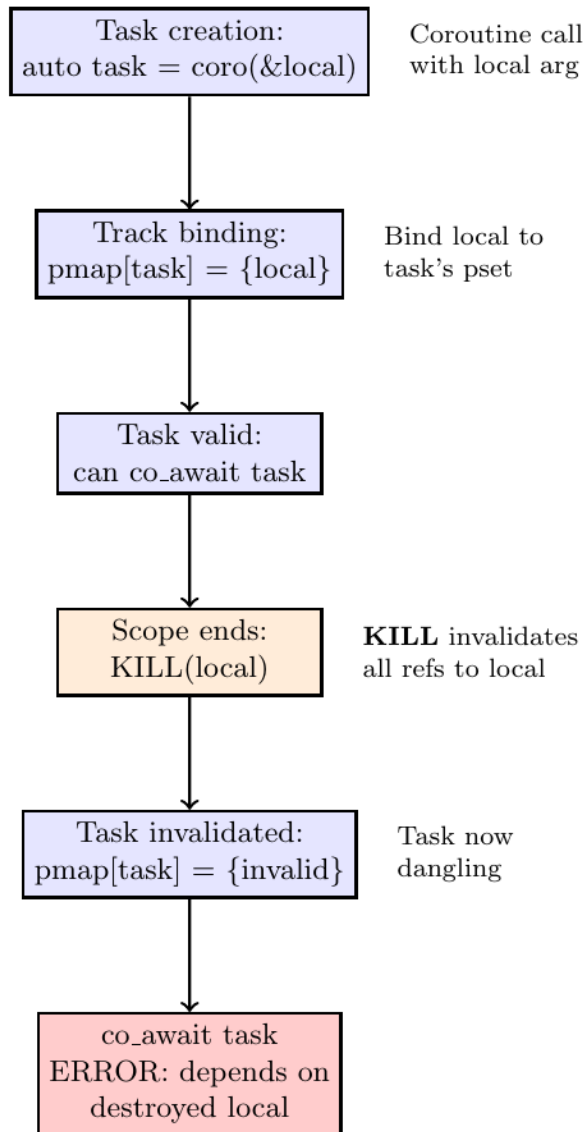 Task creation:
auto task = coro(&local)
Coroutine call
with local arg
Track binding:
pmap[task] = {local}
Bind local to
task's pset
Task valid:
can co_await task
Scope ends:
KILL(local)
KILL invalidates
all refs to local
Task invalidated:
pmap[task] = {invalid}
Task now
dangling
co_await task
ERROR: depends on
destroyed local